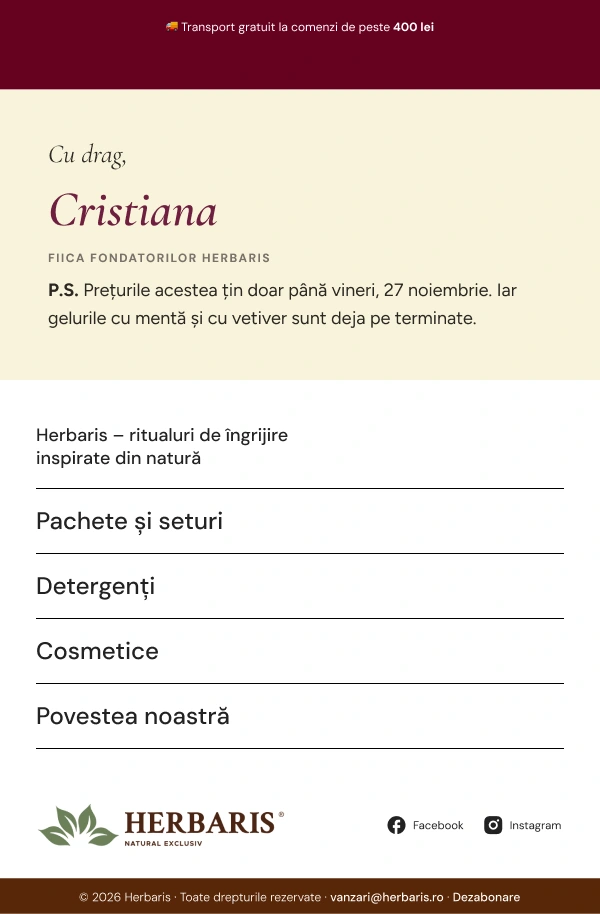 🚚 Transport gratuit la comenzi de peste 400 lei
Cu drag,
Cristiana
FIICA FONDATORILOR HERBARIS
P.S. Prețurile acestea țin doar până vineri, 27 noiembrie. Iar
gelurile cu mentă și cu vetiver sunt deja pe terminate.
Herbaris – ritualuri de îngrijire
inspirate din natură
Pachete și seturi
Detergenți
Cosmetice
Povestea noastră
HERBARIS®
NATURAL EXCLUSIV
Facebook
Instagram
© 2026 Herbaris · Toate drepturile rezervate · vanzari@herbaris.ro · Dezabonare